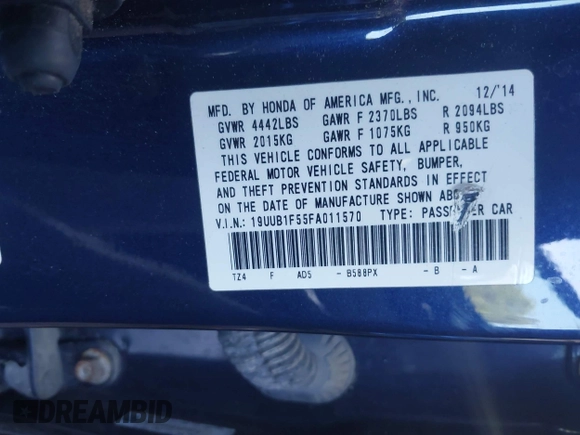 MFD. BY HONDA OF AMERICA MFG., INC. 12/'14
GVWR 4442LBS GAWR F 2370LBS R 2094LBS
GVWR 2015KG GAWR F 1075KG R 950KG
THIS VEHICLE CONFORMS TO ALL APPLICABLE
FEDERAL MOTOR VEHICLE SAFETY, BUMPER,
AND THEFT PREVENTION STANDARDS IN EFFECT
ON THE DATE OF MANUFACTURE SHOWN
V.I.N.: 19UUB1F55FA011570 TYPE: CAR
TZ4 F AD5 - B588PX - B - A
DREAMBID